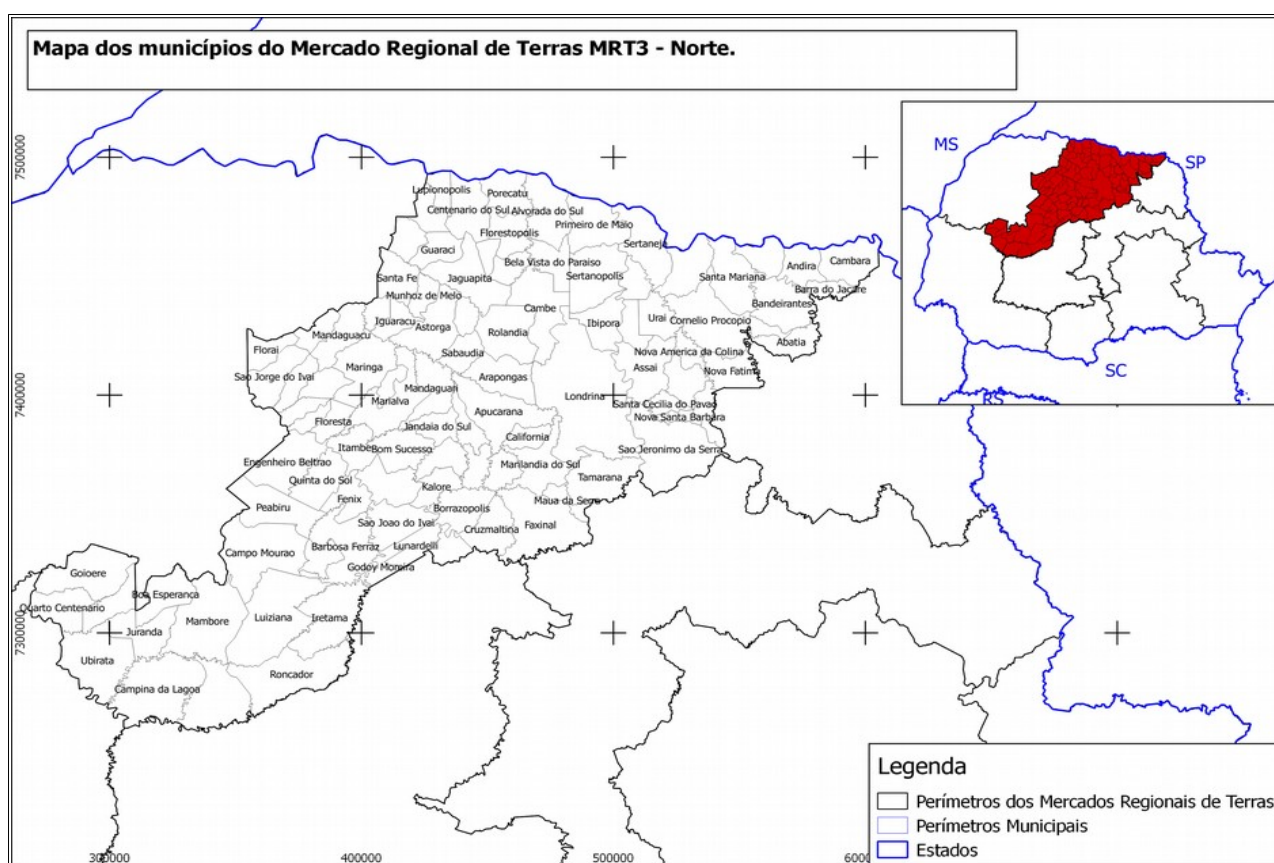 Mapa dos municípios do Mercado Regional de Terras MRT3 - Norte.
MS
SP
SC
RS
7500000
7400000
7300000
Lupionopolis
Porecatu
Centenario do Sul
Alvorada do Sul
Primeiro de Maio
Florestopolis
Sertaneja
Guaraci
Bela Vista do Paraiso
Cambara
Andira
Santa Fe
Jaguapita
Sertanopolis
Santa Mariana
Barra do Jacare
Munhoz de Melo
Bandeirantes
Cambe
Iguaracu
Astorga
Ibipora
Urai
Cornelio Procopio
Mandaguacu
Rolandia
Abatia
Florai
Sabaudia
Nova America da Colina
Maringa
Assai
Nova Fatima
Sao Jorge do Ivai
Arapongas
Mandaguari
Londrina
Marialva
Santa Cecilia do Pavao
Apucarana
Nova Santa Barbara
Floresta
Jandaia do Sul
California
Itambe
Bom Sucesso
Sao Jeronimo da Serra
Engenheiro Beltrao
Marilandia do Sul
Quinta do Sol
Tamarana
Kalore
Fenix
Maua da Serra
Peabiru
Borrazopolis
Sao Joao do Ivai
Faxinal
Cruzmaltina
Campo Mourao
Barbosa Ferraz
Lunardelli
Godoy Moreira
Goioere
Boa Esperança
Quarto Centenario
Mambore
Luiziana
Iretama
Juranda
Ubirata
Roncador
Campina da Lagoa
Legenda
Perímetros dos Mercados Regionais de Terras
Perímetros Municipais
Estados
300000
400000
500000